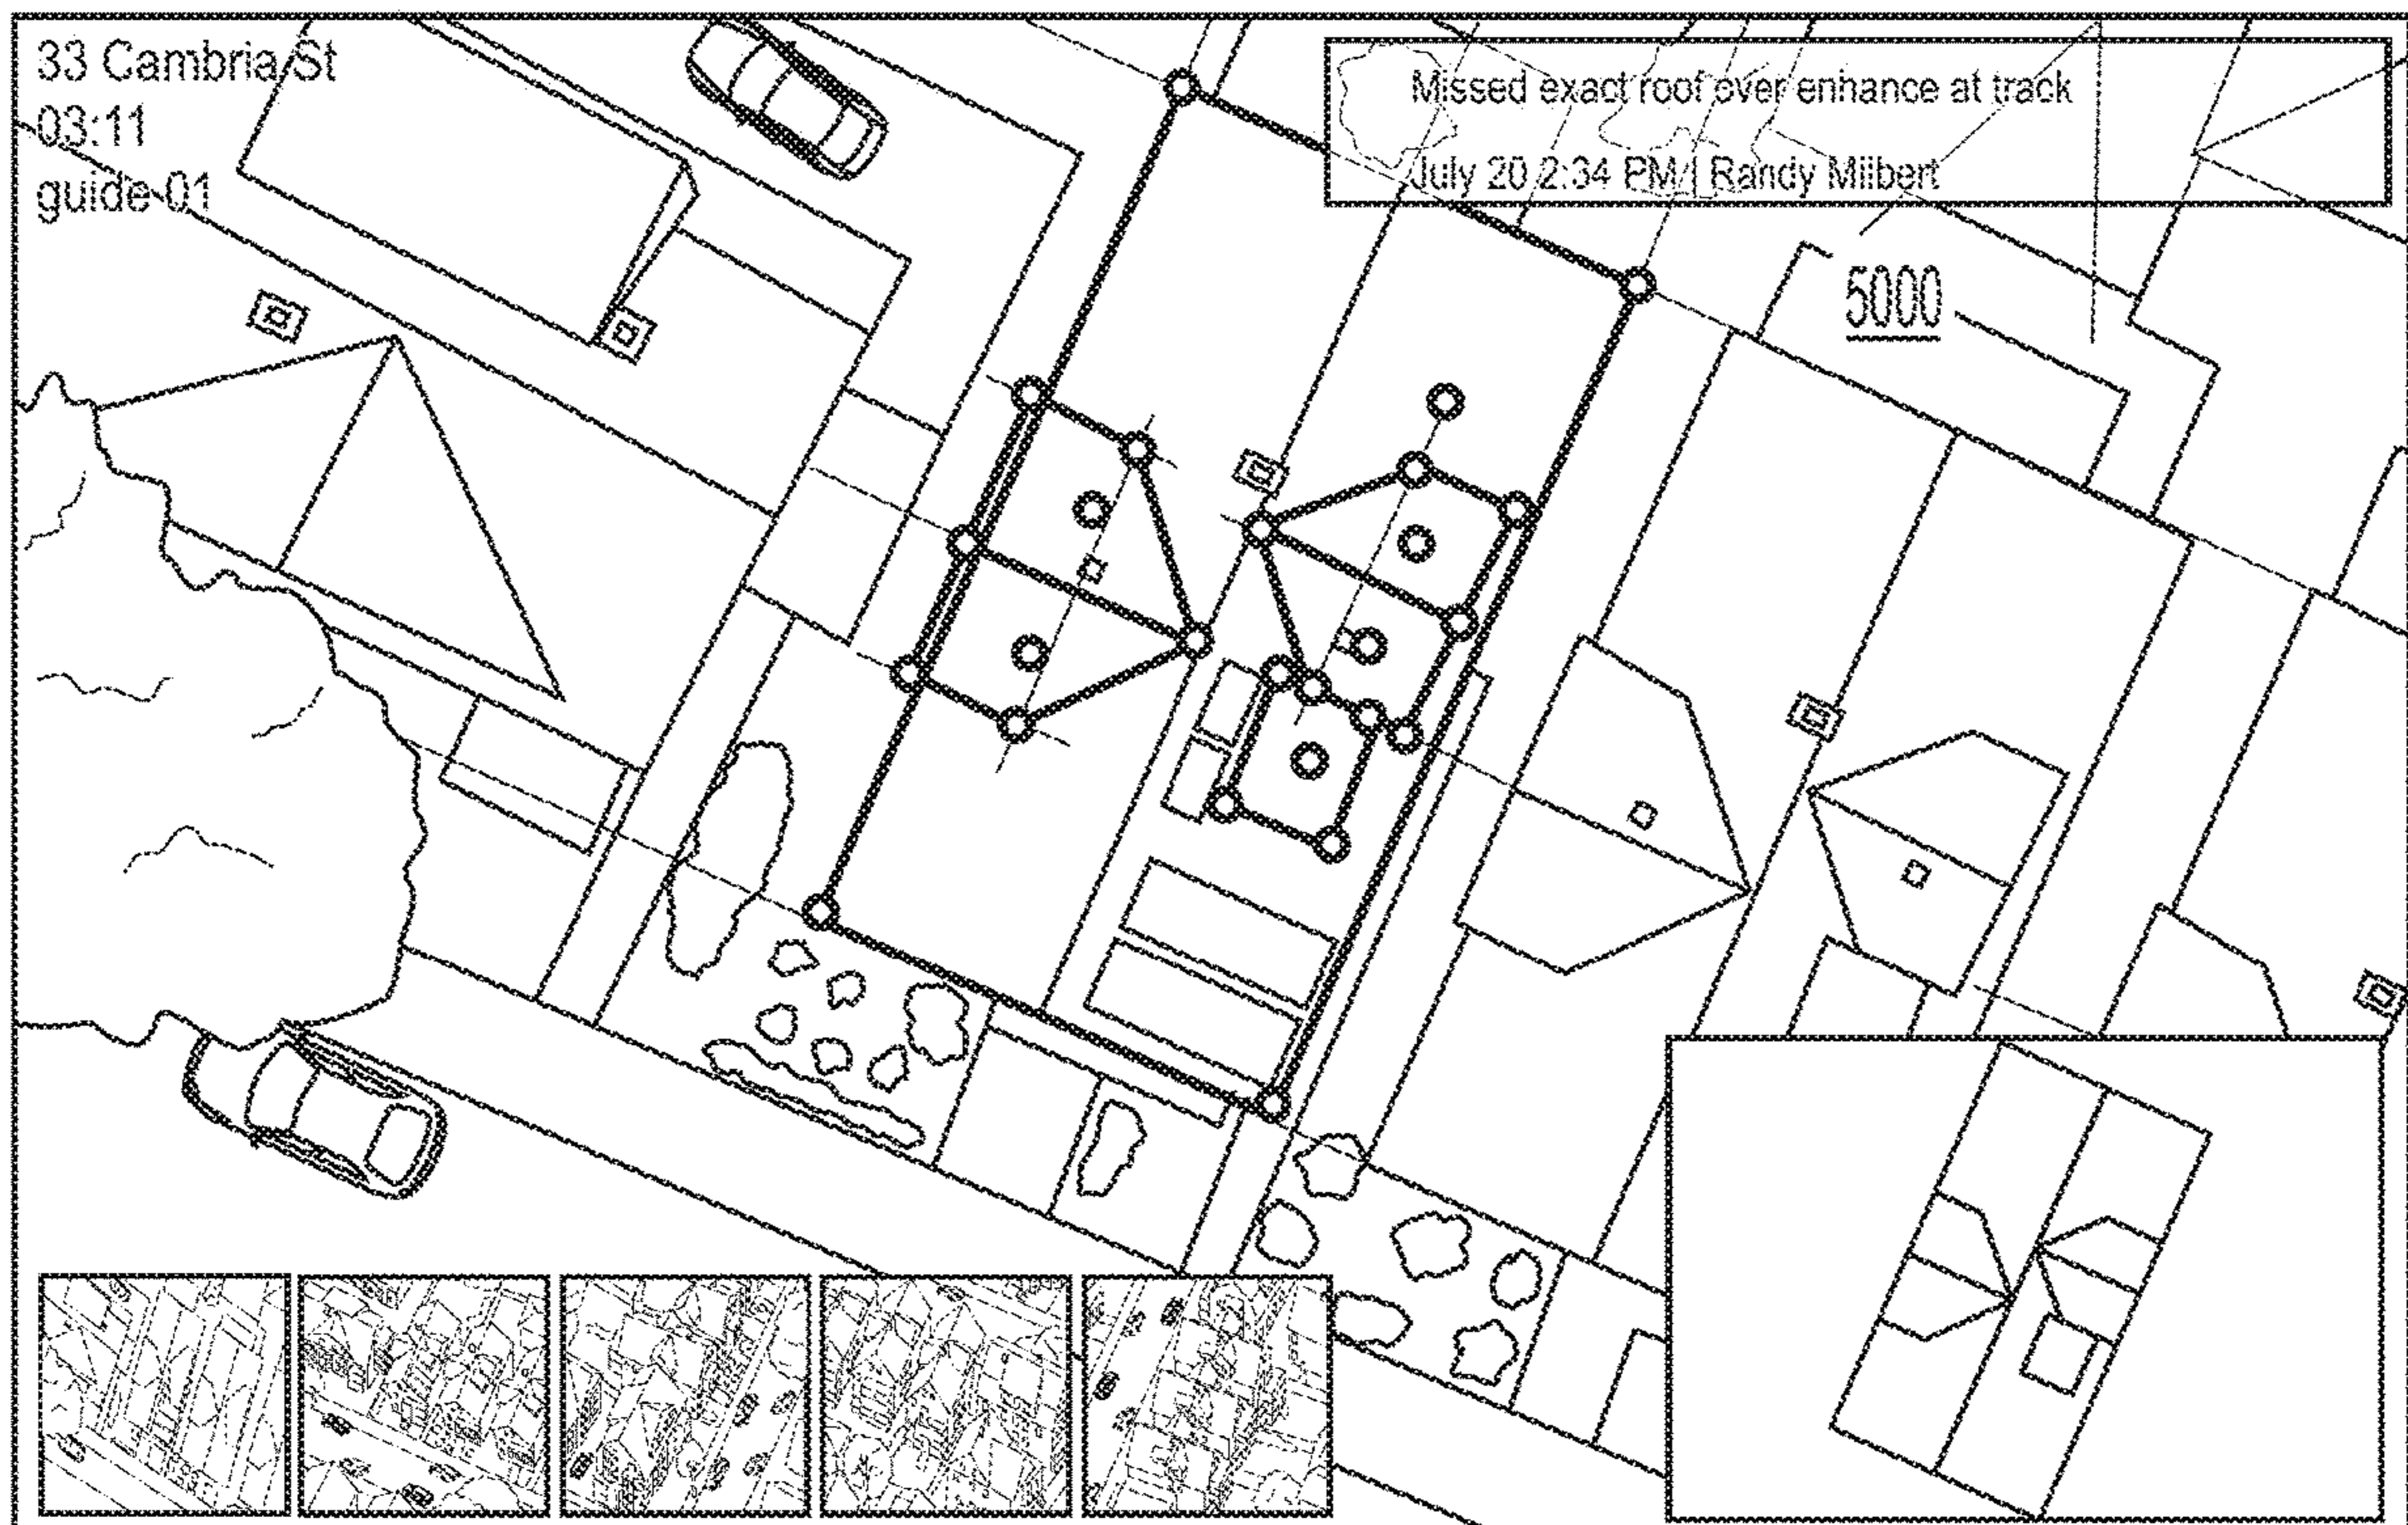 33 Cambria St
03:11
guide-01
Missed exact roof over enhance at track
July 20 2:34 PM | Randy Milbert
5000